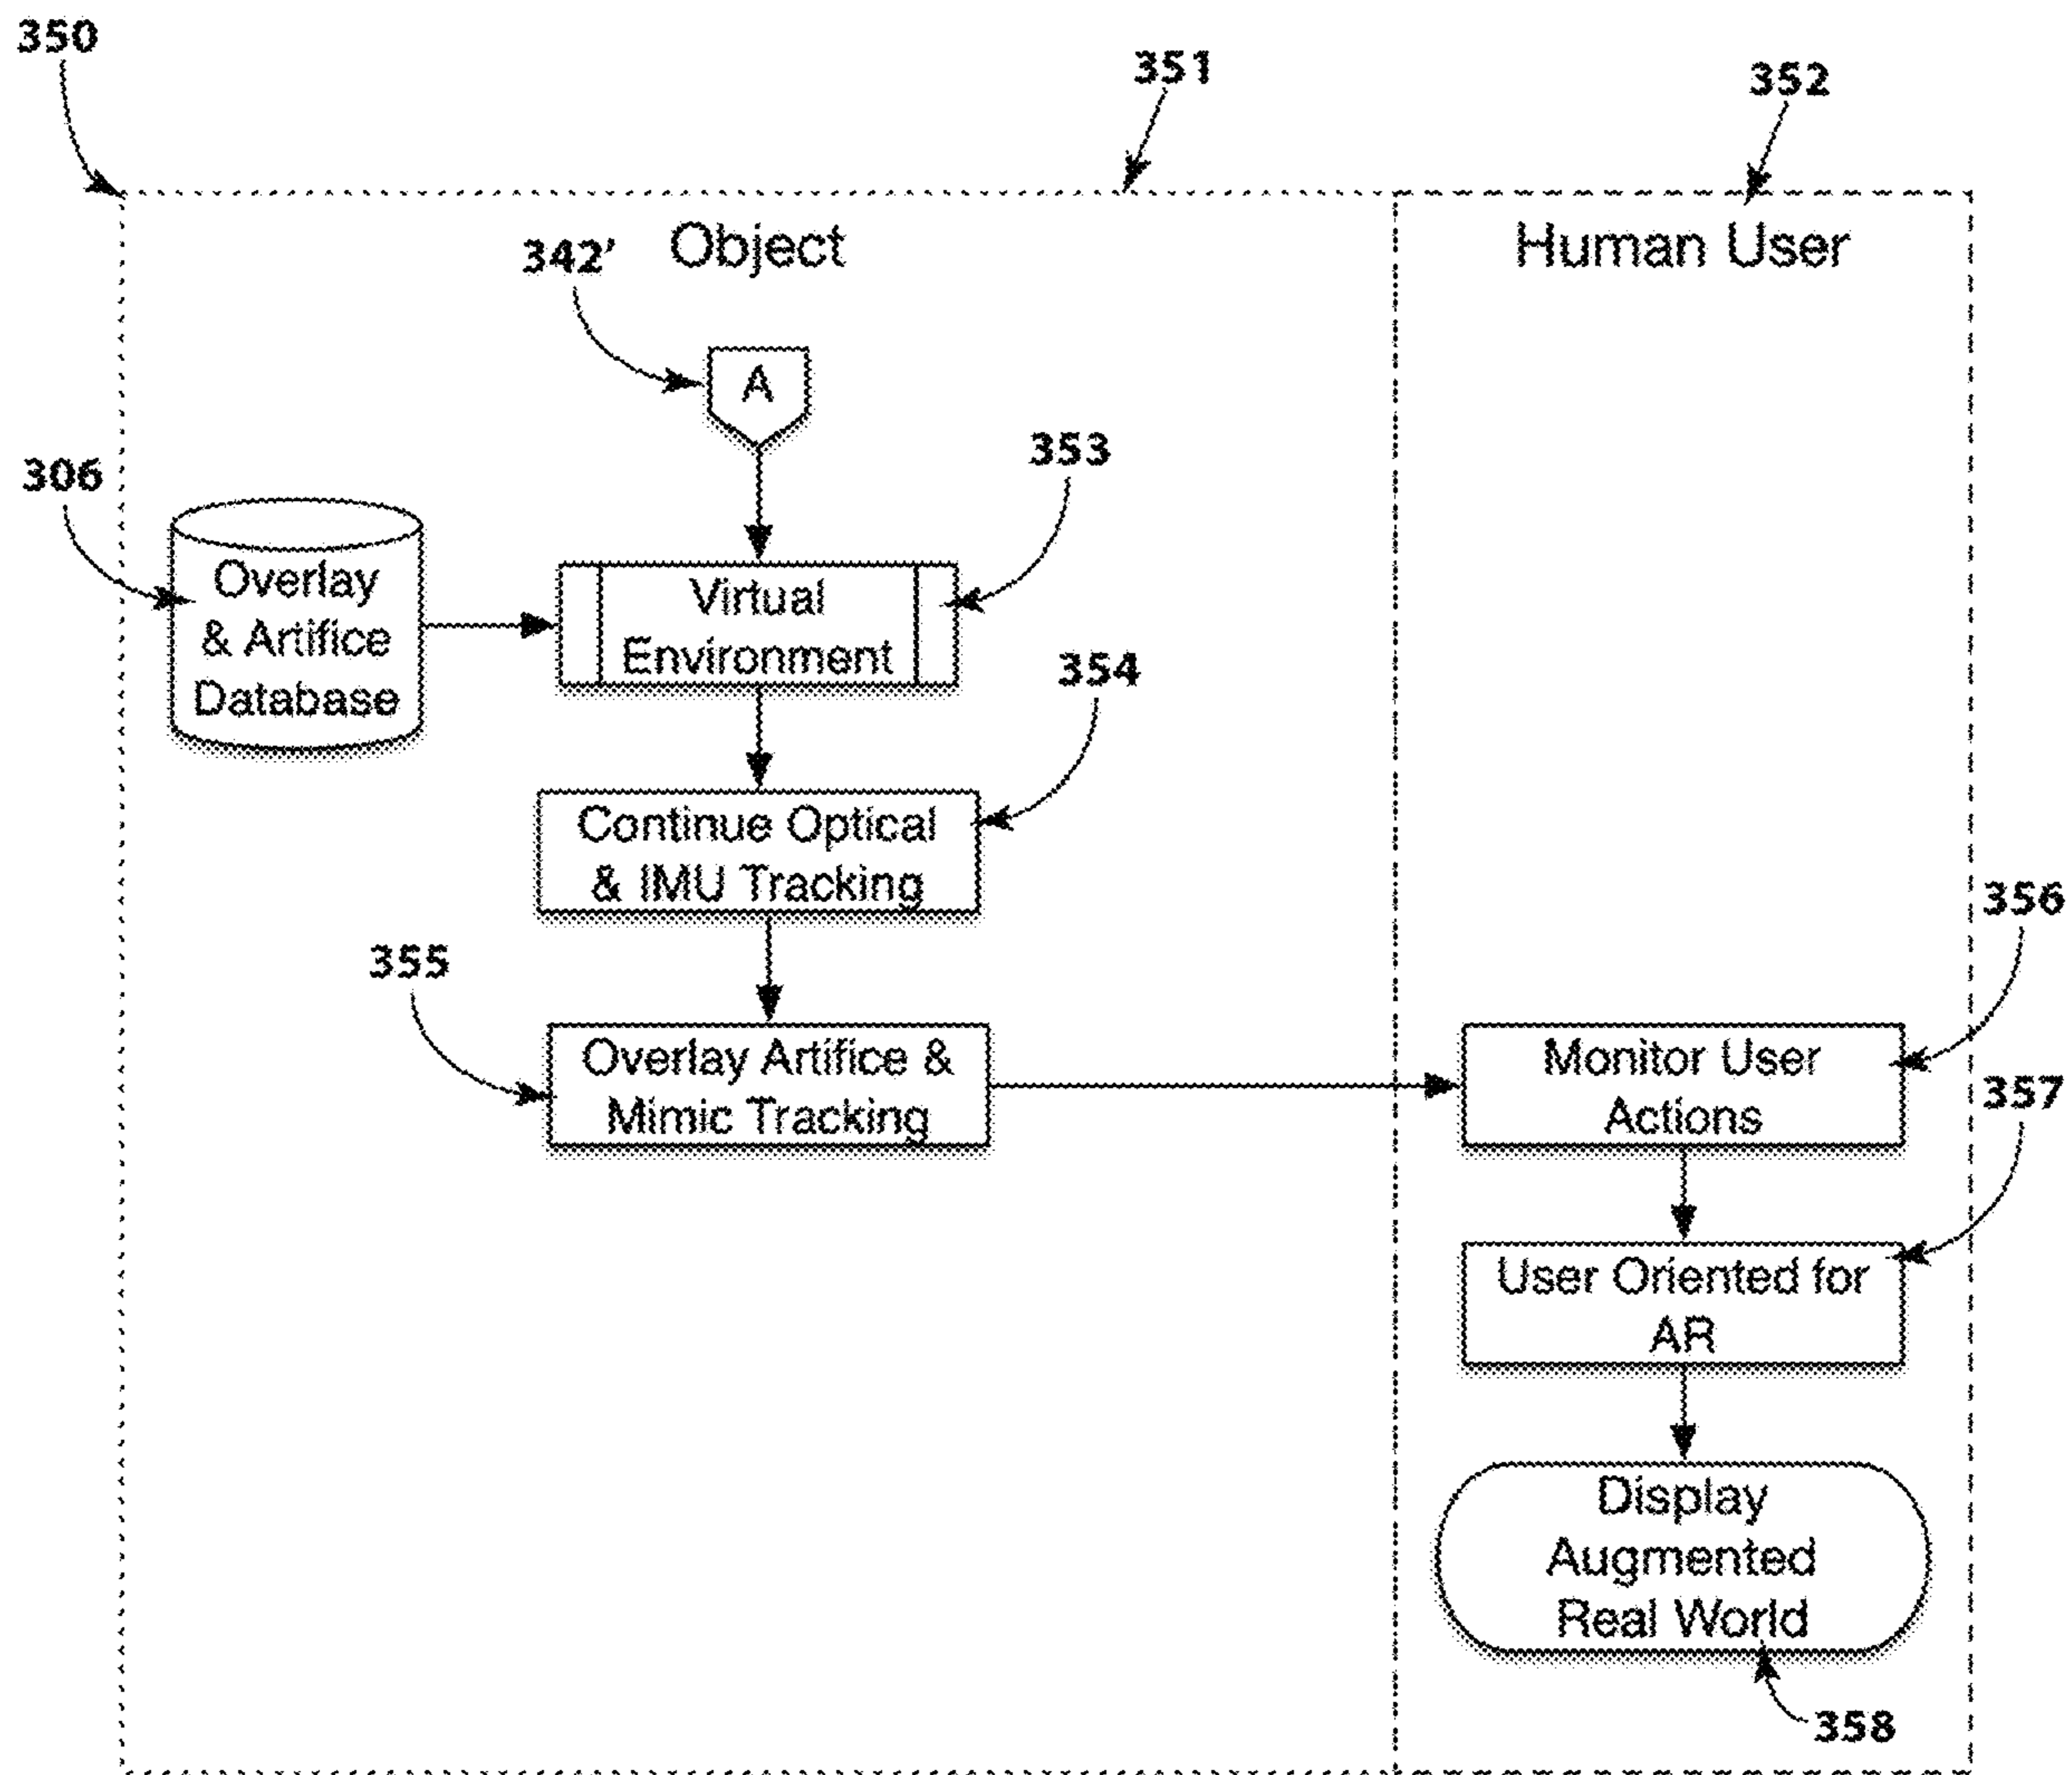 350
351
352
Object
Human User
342’
A
353
306
Overlay
& Artifice
Database
Virtual
Environment
354
Continue Optical
& IMU Tracking
356
355
Overlay Artifice &
Mimic Tracking
Monitor User
Actions
357
User Oriented for
AR
Display
Augmented
Real World
358